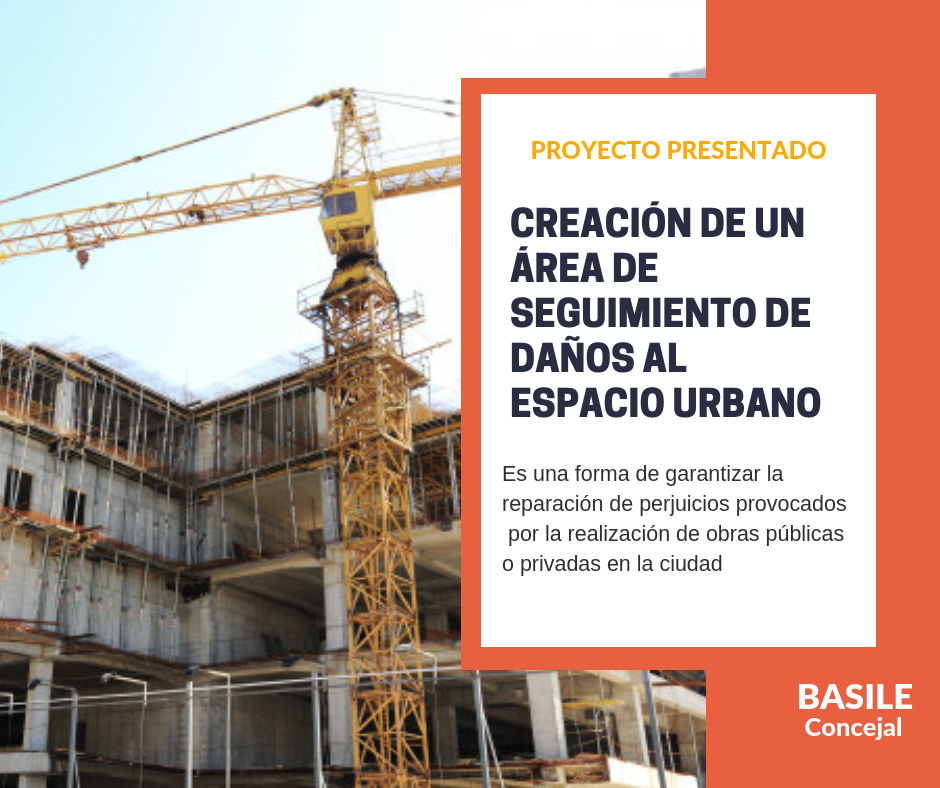 PROYECTO PRESENTADO
CREACIÓN DE UN
ÁREA DE
SEGUIMIENTO DE
DAÑOS AL
ESPACIO URBANO
Es una forma de garantizar la
reparación de perjuicios provocados
por la realización de obras públicas
o privadas en la ciudad
BASILE
Concejal